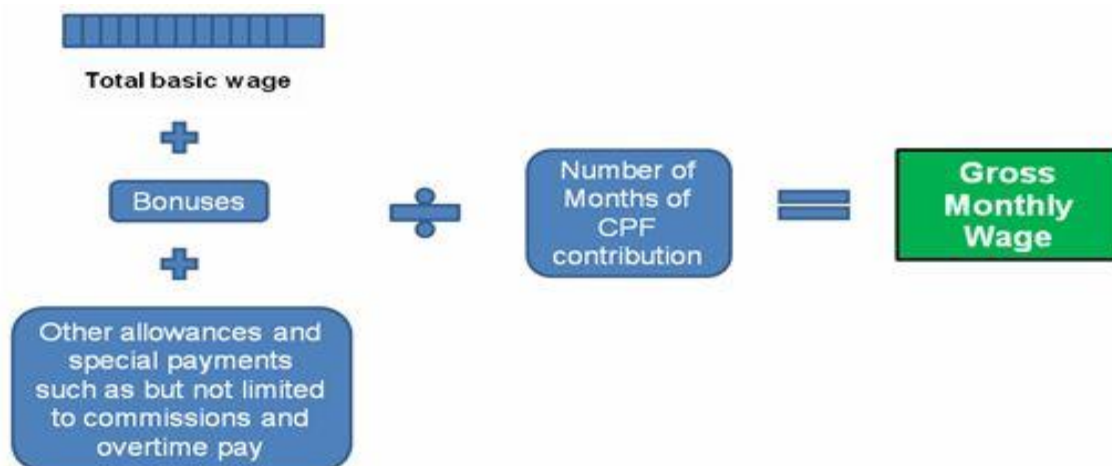 Total basic wage
Bonuses
Other allowances and
special payments
such as but not limited
to commissions and
overtime pay
Number of
Months of
CPF
contribution
Gross
Monthly
Wage